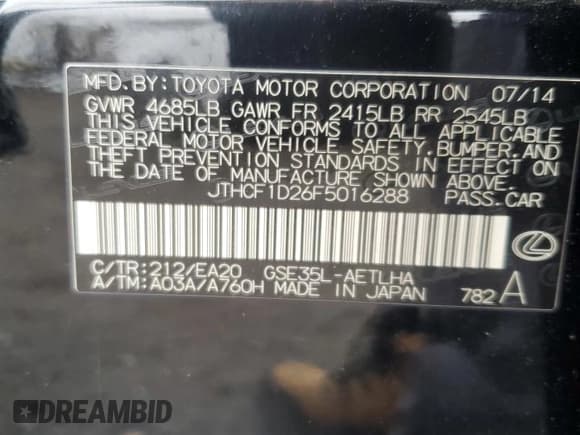 MFD.BY:TOYOTA MOTOR CORPORATION 07/14
GVWR 4685LB GAWR FR 2415LB RR 2545LB
THIS VEHICLE CONFORMS TO ALL APPLICABLE
FEDERAL MOTOR VEHICLE SAFETY,BUMPER,AND
THEFT PREVENTION STANDARDS IN EFFECT ON
THE DATE OF MANUFACTURE SHOWN ABOVE.
JTHCF1D26F5016288 PASS.CAR
C/TR:212/EA20 GSE35L-AETLHA
A/TM:A03A/A760H MADE IN JAPAN 782 A
DREAMBID